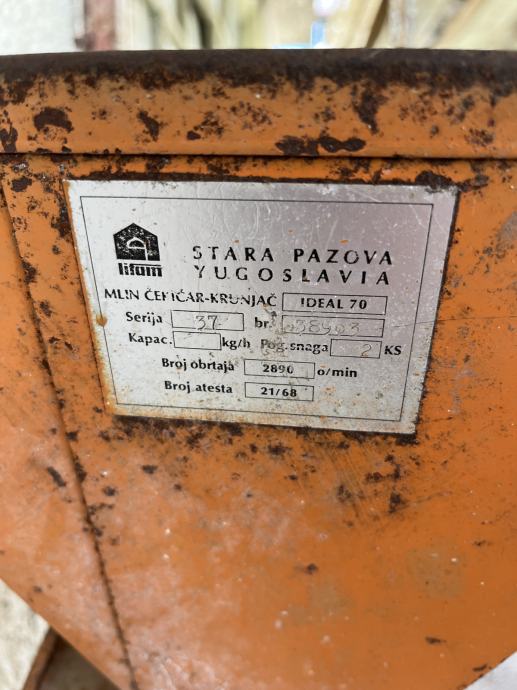 lifam
STARA PAZOVA
YUGOSLAVIA
MLIN ČEKIČAR-KRUNJAČ IDEAL 70
Serija 37 br.
Kapac. kg/h Pog. snaga 2 KS
Broj obrtaja 2890 o/min
Broj atesta 21/68